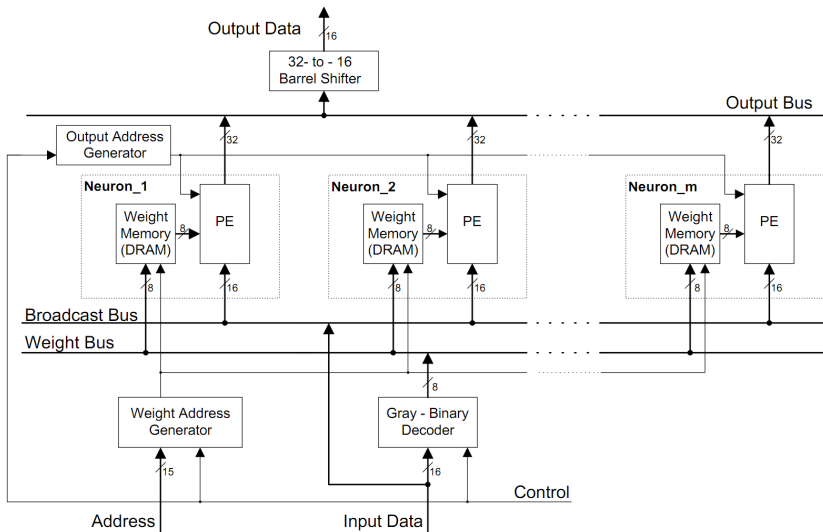 Output Data
16
32- to - 16
Barrel Shifter
Output Bus
Output Address
Generator
32
32
32
Neuron_1
Neuron_2
Neuron_m
Weight
Memory
(DRAM)
8
PE
Weight
Memory
(DRAM)
8
PE
Weight
Memory
(DRAM)
8
PE
8
16
8
16
8
16
Broadcast Bus
Weight Bus
8
Weight Address
Generator
Gray - Binary
Decoder
15
16
Control
Address
Input Data